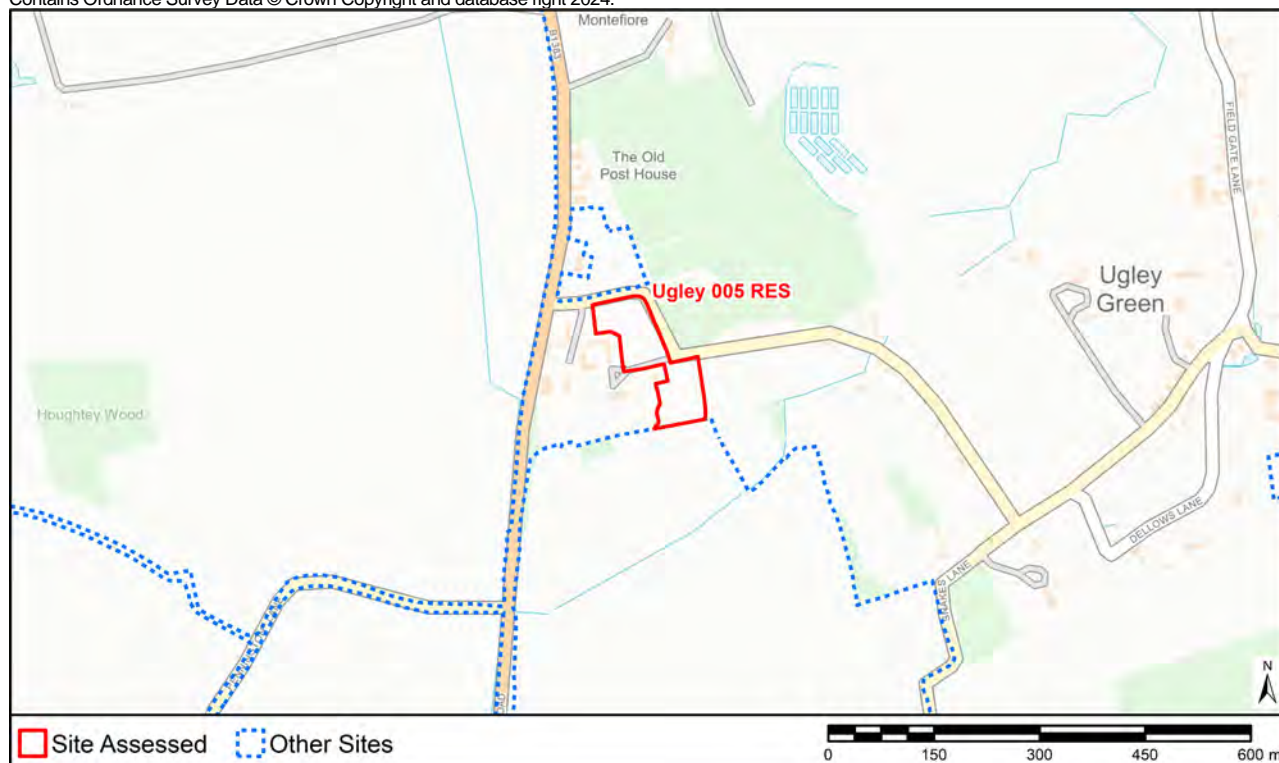 Contains Ordnance Survey Data © Crown Copyright and database right 2024.
Montefiore
B1383
The Old
Post House
FIELD GATE LANE
Ugley 005 RES
Ugley
Green
Houghtey Wood
DELLOWS LANE
SNAKES LANE
ROAD
N
Site Assessed
Other Sites
0
150
300
450
600 m